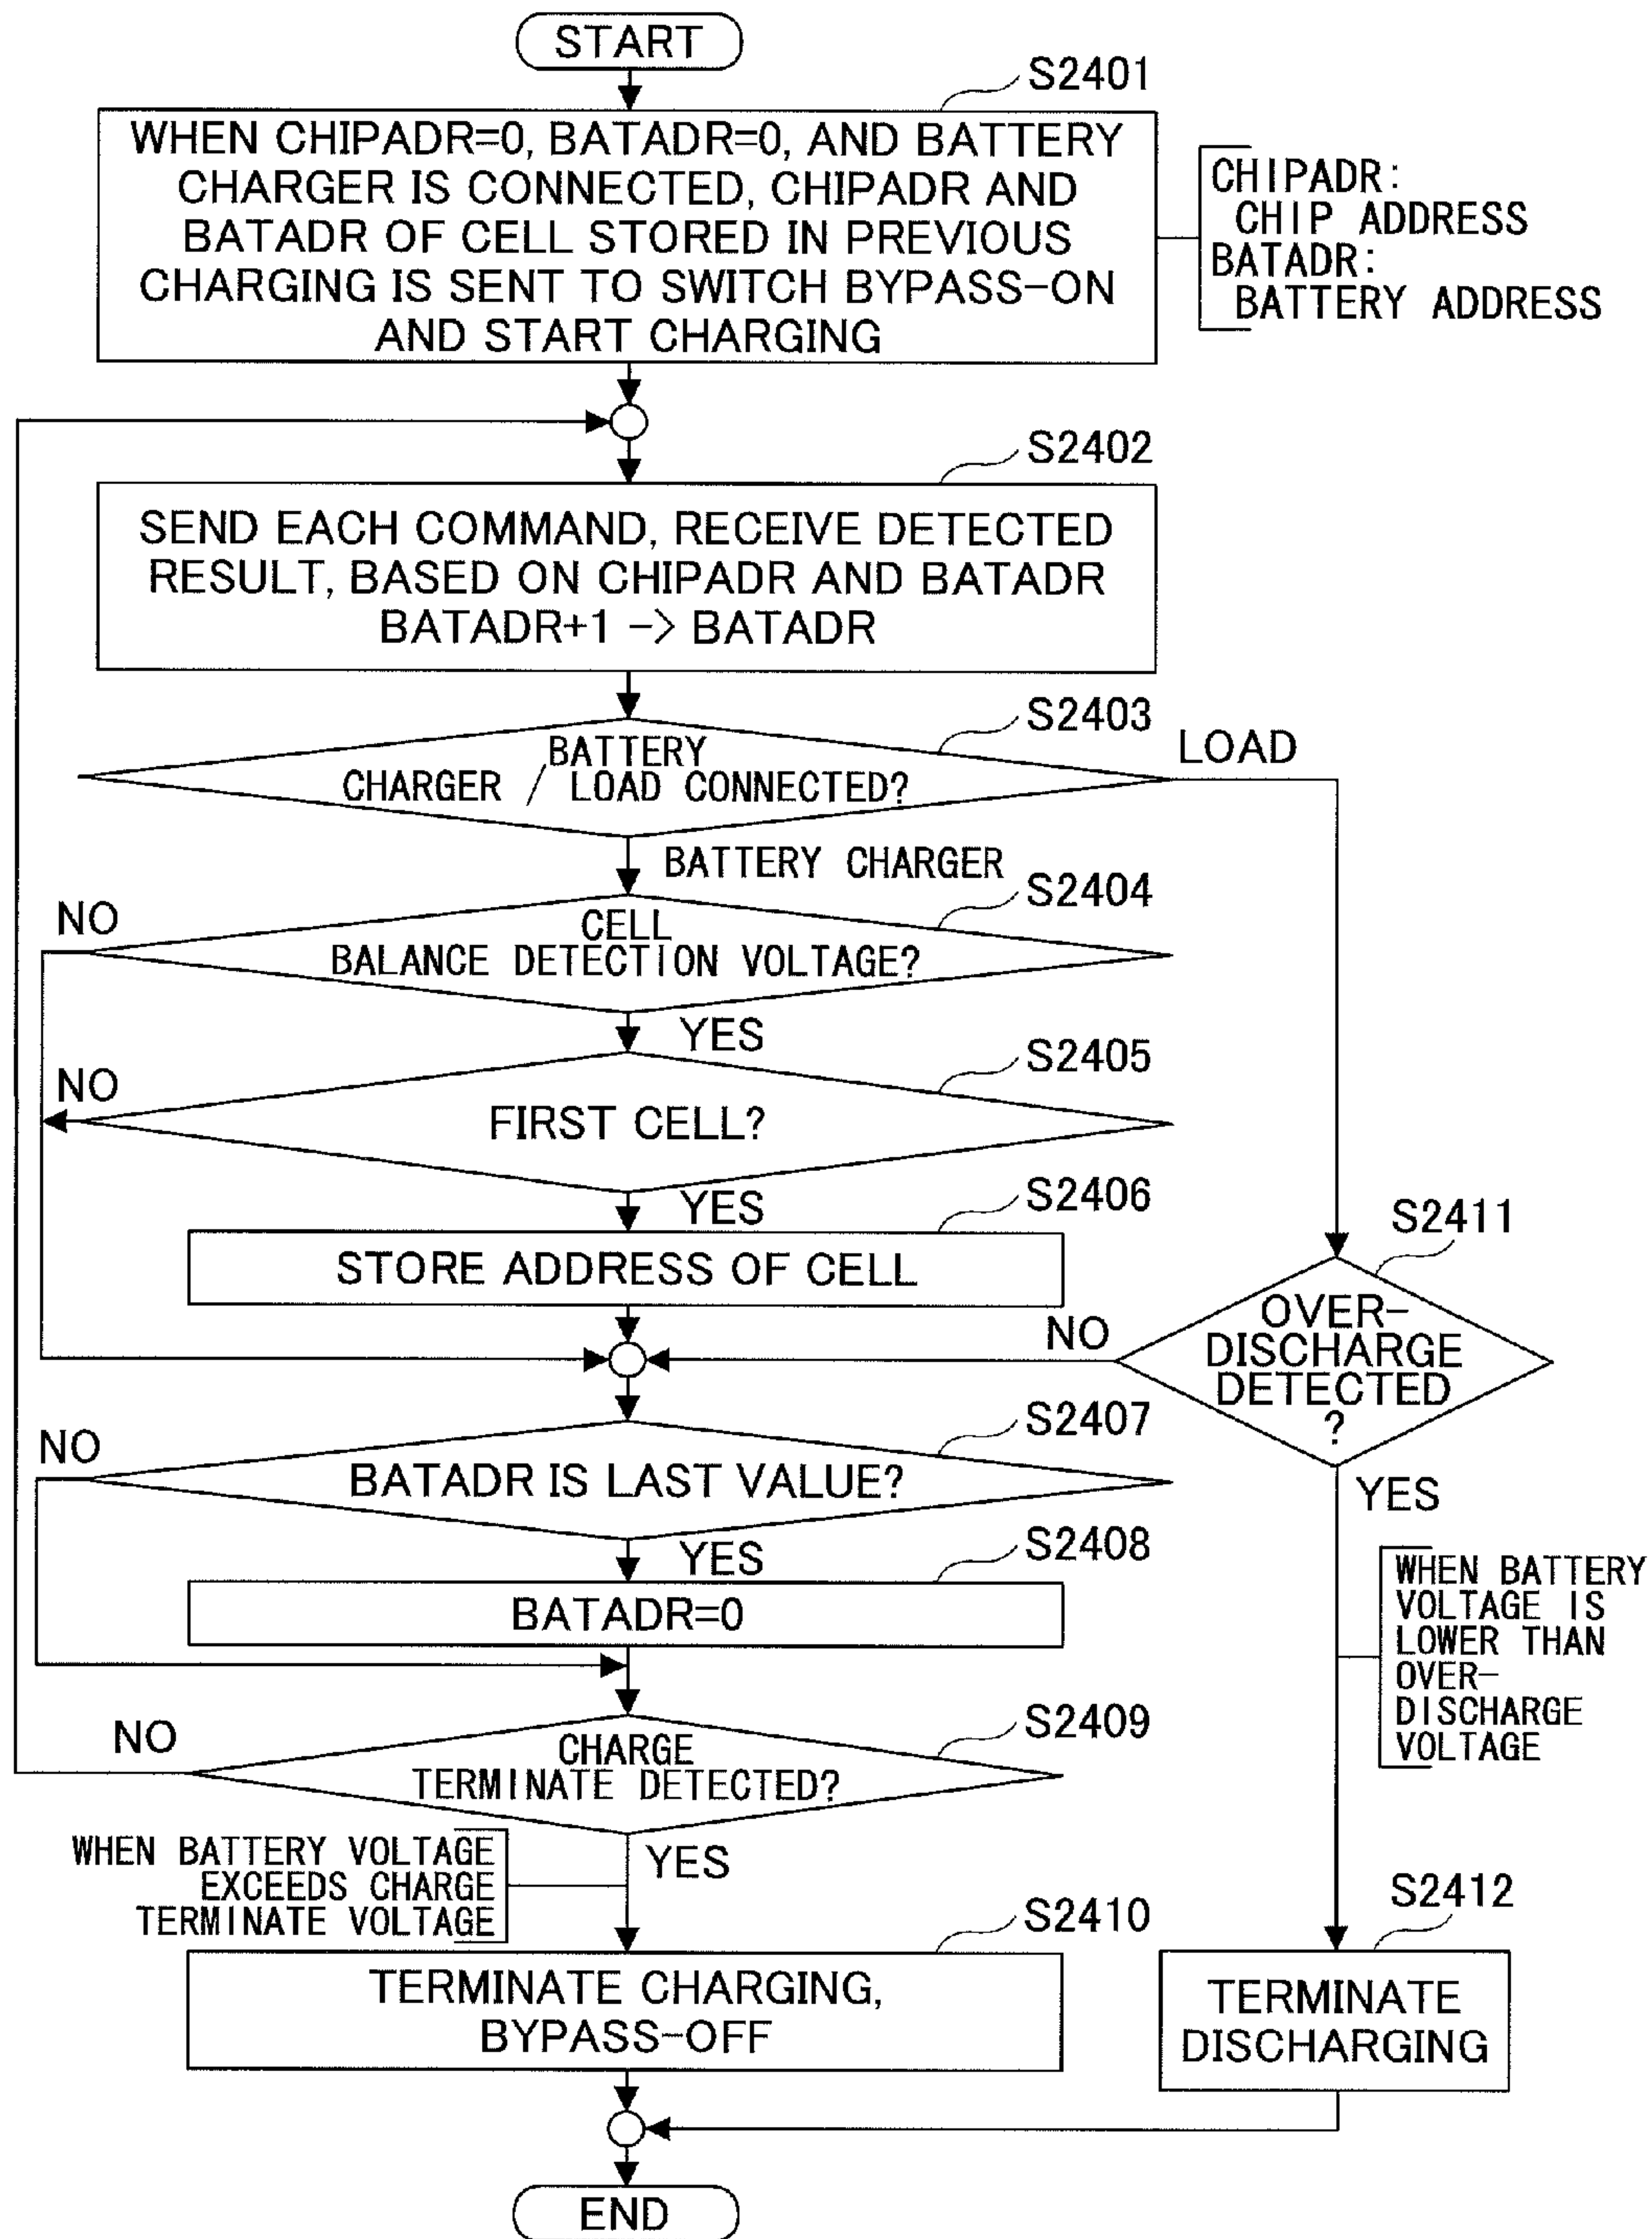 START
S2401
WHEN CHIPADR=0, BATADR=0, AND BATTERY
CHARGER IS CONNECTED, CHIPADR AND
BATADR OF CELL STORED IN PREVIOUS
CHARGING IS SENT TO SWITCH BYPASS-ON
AND START CHARGING
CHIPADR:
CHIP ADDRESS
BATADR:
BATTERY ADDRESS
S2402
SEND EACH COMMAND, RECEIVE DETECTED
RESULT, BASED ON CHIPADR AND BATADR
BATADR+1 -> BATADR
S2403
BATTERY
CHARGER / LOAD CONNECTED?
LOAD
BATTERY CHARGER
S2404
NO
CELL
BALANCE DETECTION VOLTAGE?
YES
S2405
NO
FIRST CELL?
YES
S2406
STORE ADDRESS OF CELL
S2411
OVER-
DISCHARGE
DETECTED
?
NO
YES
S2407
NO
BATADR IS LAST VALUE?
YES
S2408
BATADR=0
WHEN BATTERY
VOLTAGE IS
LOWER THAN
OVER-
DISCHARGE
VOLTAGE
S2409
NO
CHARGE
TERMINATE DETECTED?
WHEN BATTERY VOLTAGE
EXCEEDS CHARGE
TERMINATE VOLTAGE
YES
S2410
TERMINATE CHARGING,
BYPASS-OFF
S2412
TERMINATE
DISCHARGING
END